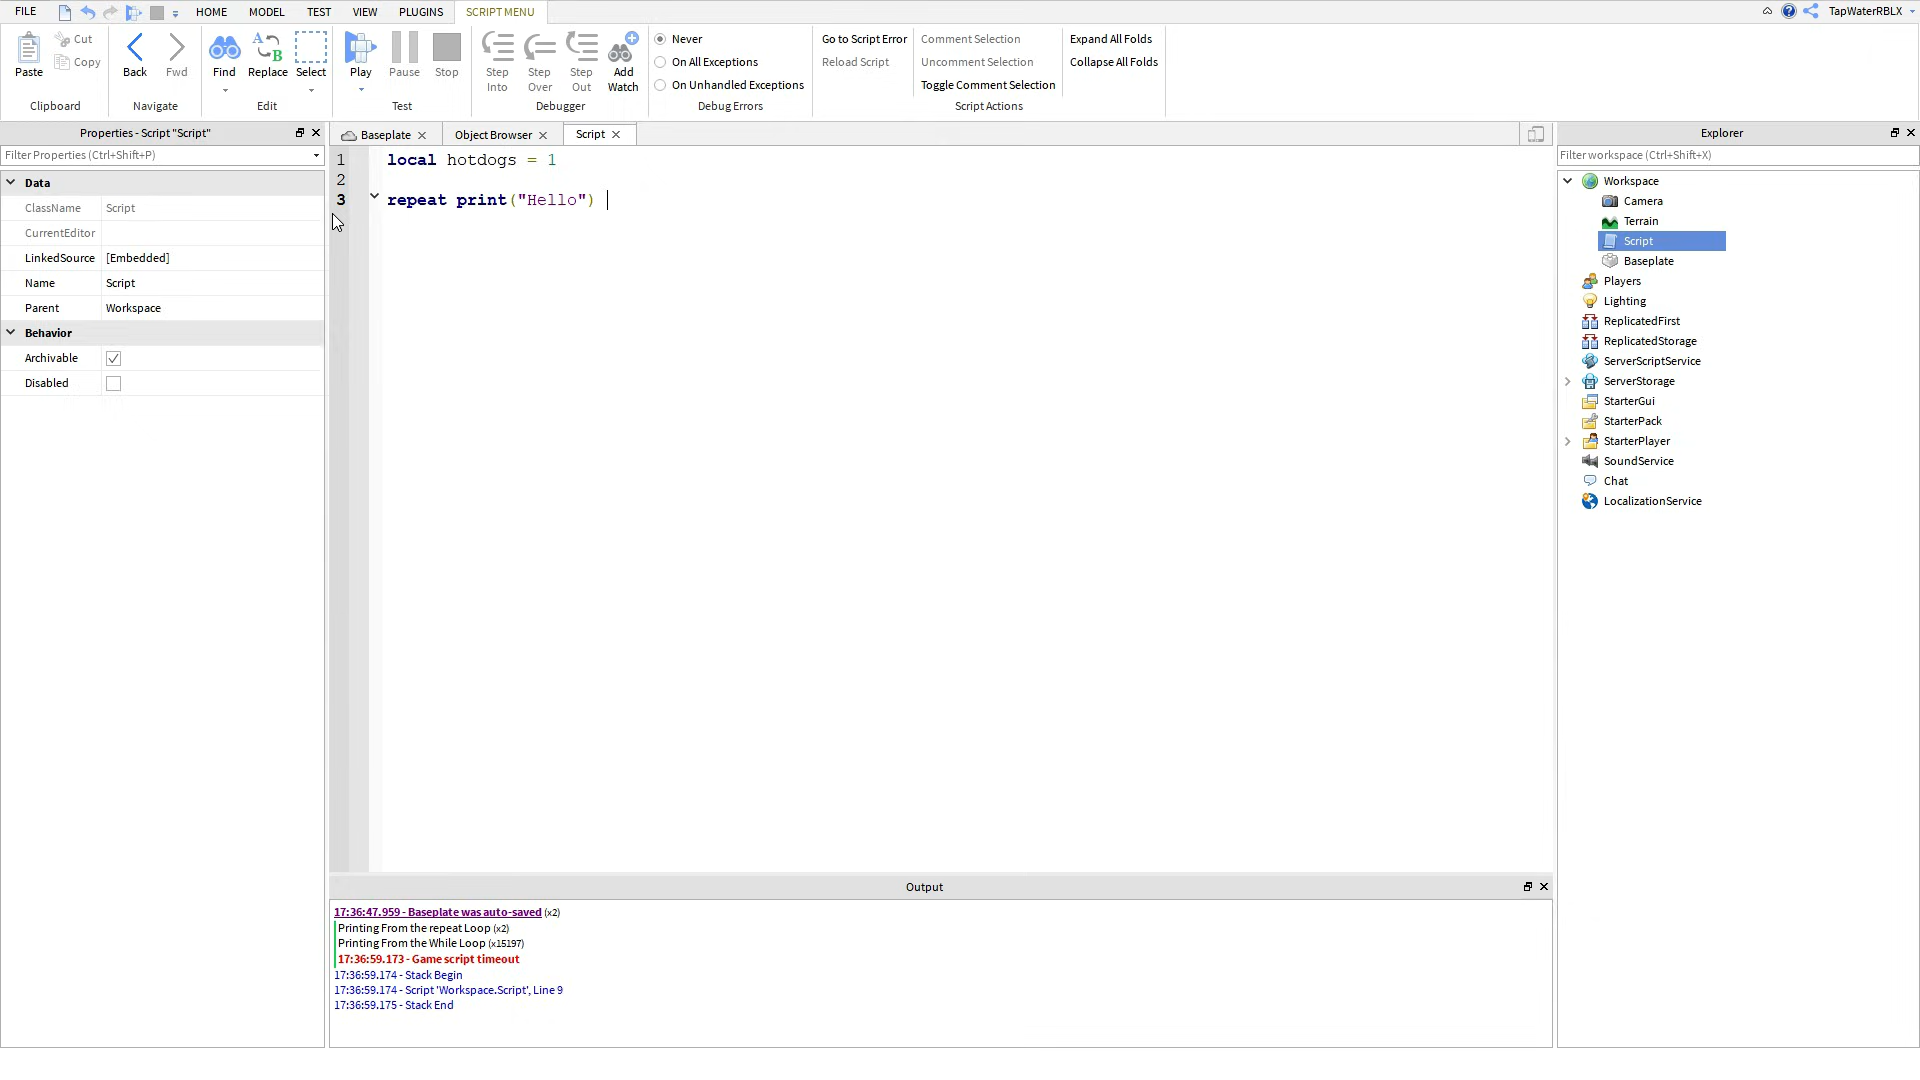 FILE HOME MODEL TEST VIEW PLUGINS SCRIPT MENU TapWaterRBLX
Paste Cut Copy Back Fwd Find Replace Select Play Pause Stop Step Into Step Over Step Out Add Watch
Never
On All Exceptions
On Unhandled Exceptions
Go to Script Error
Reload Script
Comment Selection
Uncomment Selection
Toggle Comment Selection
Expand All Folds
Collapse All Folds
Clipboard Navigate Edit Test Debugger Debug Errors Script Actions
Properties - Script "Script"
Filter Properties (Ctrl+Shift+P)
Data
ClassName Script
CurrentEditor
LinkedSource [Embedded]
Name Script
Parent Workspace
Behavior
Archivable
Disabled
Baseplate Object Browser Script
1 local hotdogs = 1
2
3 repeat print("Hello")
Output
17:36:47.959 - Baseplate was auto-saved (x2)
Printing From the repeat Loop (x2)
Printing From the While Loop (x15197)
17:36:59.173 - Game script timeout
17:36:59.174 - Stack Begin
17:36:59.174 - Script 'Workspace.Script', Line 9
17:36:59.175 - Stack End
Explorer
Filter workspace (Ctrl+Shift+X)
Workspace
Camera
Terrain
Script
Baseplate
Players
Lighting
ReplicatedFirst
ReplicatedStorage
ServerScriptService
ServerStorage
StarterGui
StarterPack
StarterPlayer
SoundService
Chat
LocalizationService